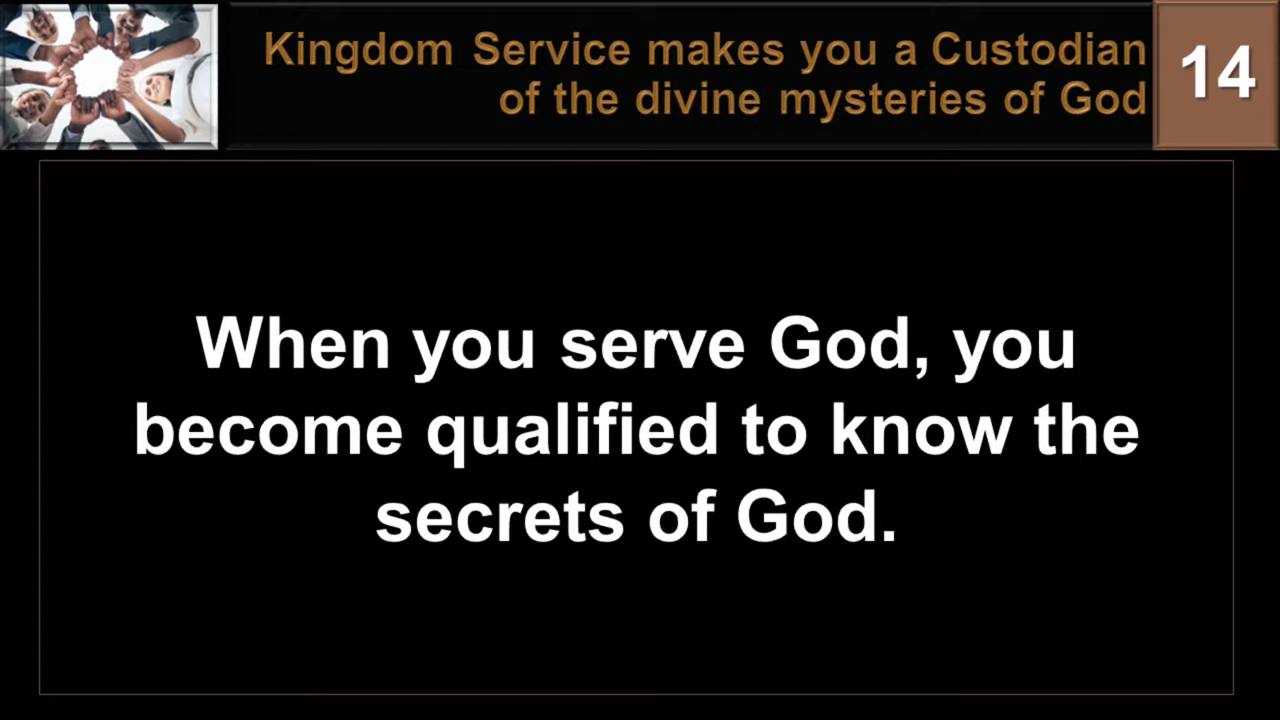 Kingdom Service makes you a Custodian
of the divine mysteries of God
14
When you serve God, you
become qualified to know the
secrets of God.